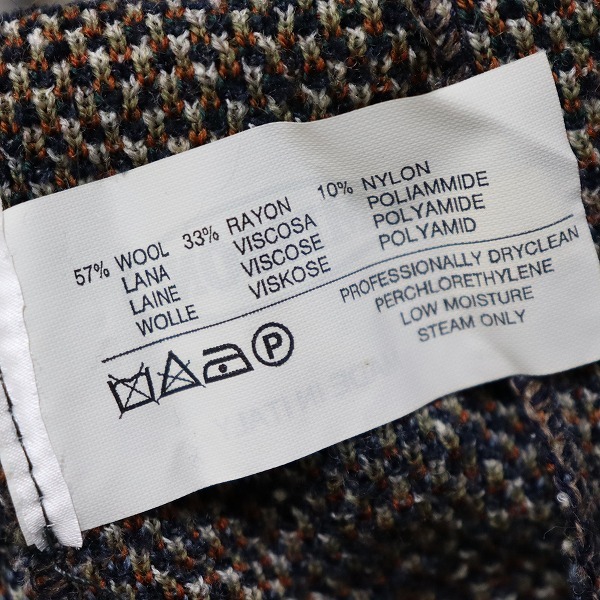 57% WOOL 33% RAYON 10% NYLON
LANA VISCOSA POLIAMMIDE
LAINE VISCOSE POLYAMIDE
WOLLE VISKOSE POLYAMID
PROFESSIONALLY DRYCLEAN
PERCHLORETHYLENE
LOW MOISTURE
STEAM ONLY
P